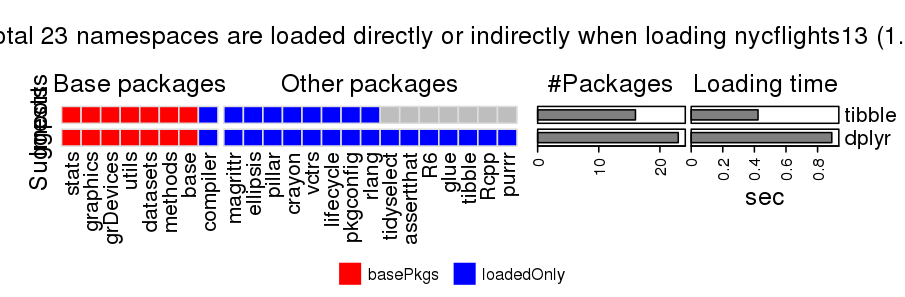 otal 23 namespaces are loaded directly or indirectly when loading nycflights13 (1.
Base packages
Other packages
#Packages
Loading time
tibble
dplyr
stats
graphics
grDevices
utils
datasets
methods
base
compiler
magrittr
ellipsis
pillar
crayon
vctrs
lifecycle
pkgconfig
rlang
tidyselect
assertthat
R6
glue
tibble
Rcpp
purrr
0
10
20
0
0.2
0.4
0.6
0.8
sec
basePkgs
loadedOnly